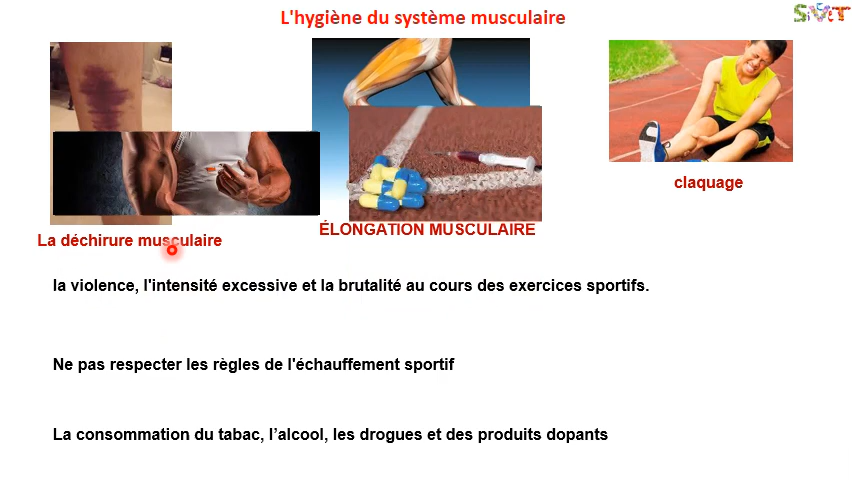 L'hygiène du système musculaire
SVT
claquage
ÉLONGATION MUSCULAIRE
La déchirure musculaire
la violence, l'intensité excessive et la brutalité au cours des exercices sportifs.
Ne pas respecter les règles de l'échauffement sportif
La consommation du tabac, l’alcool, les drogues et des produits dopants